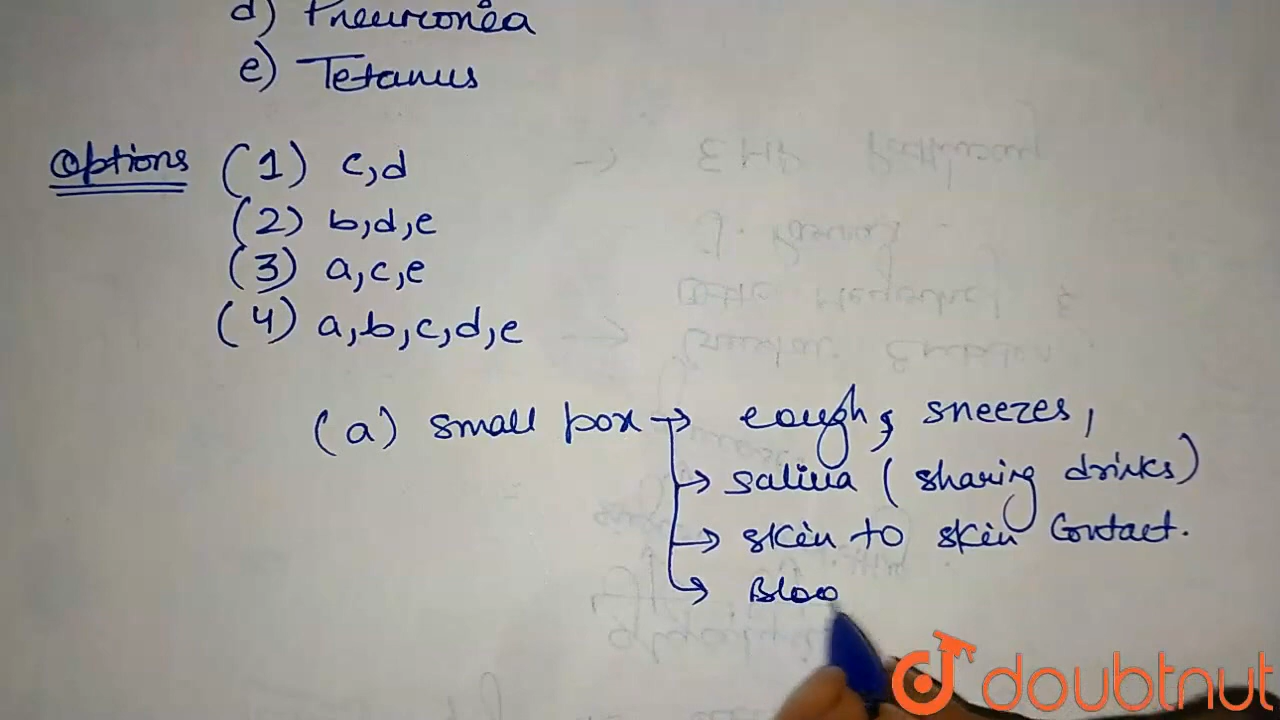 d) Pneumonia
e) Tetanus
Options (1) c,d
(2) b,d,e
(3) a,c,e
(4) a,b,c,d,e
(a) small pox → cough, sneezes,
→ saliva (sharing drinks)
→ skin to skin contact.
→ Bloo
doubtnut